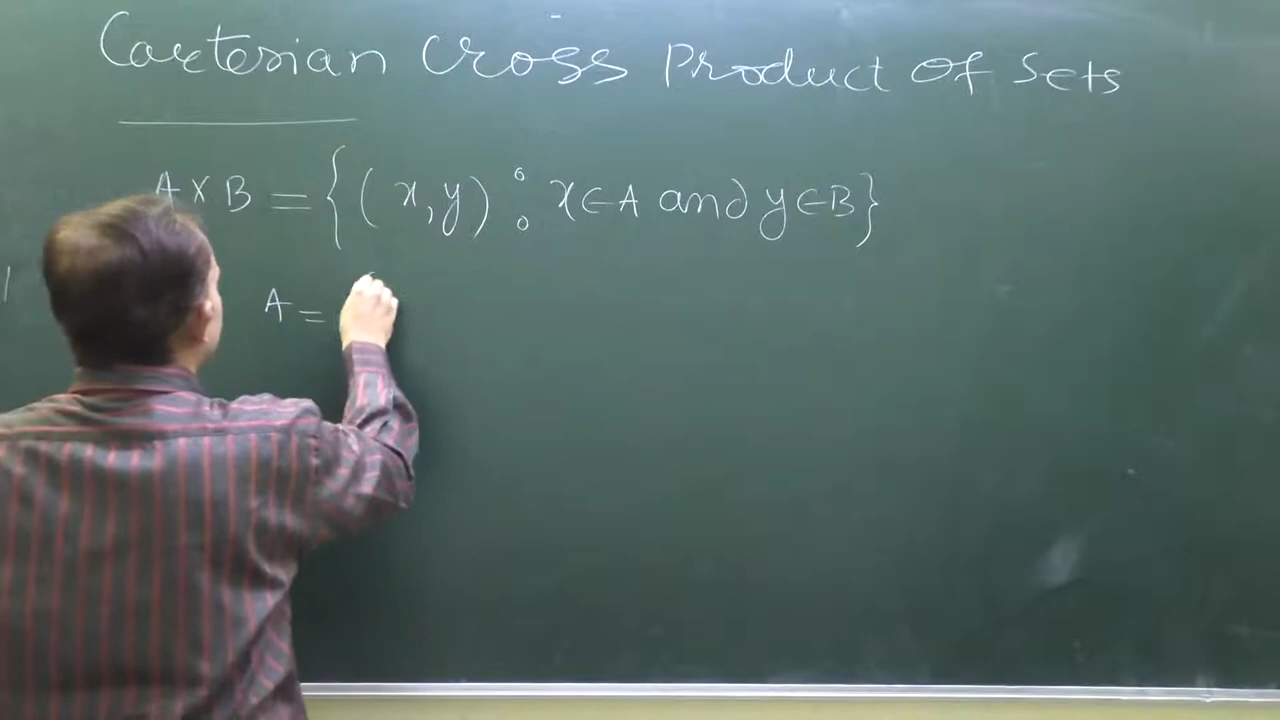 Cartesian Cross Product Of Sets
A × B = { ( x, y ) : x ∈ A and y ∈ B }
A =